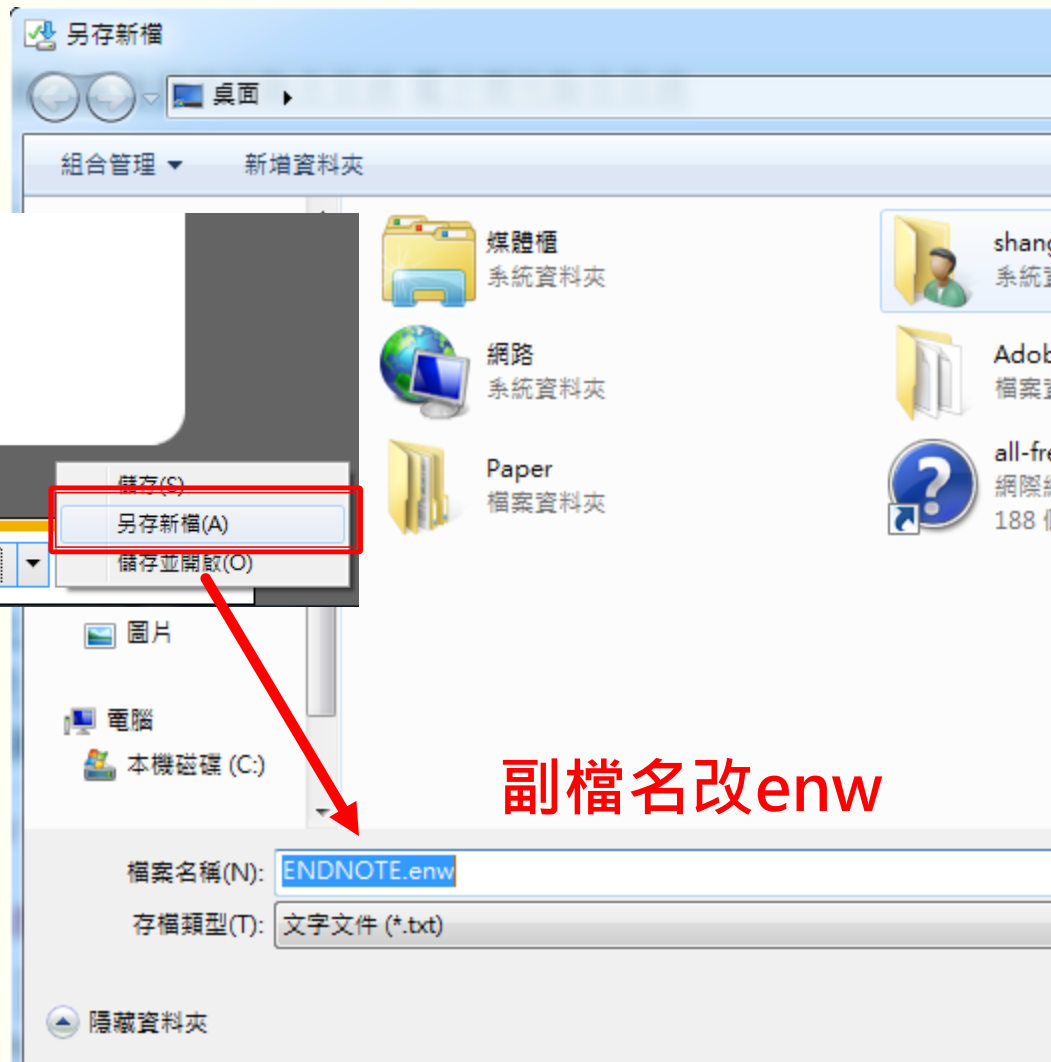 另存新檔
桌面
組合管理
新增資料夾
媒體櫃
系統資料夾
網路
系統資料夾
Paper
檔案資料夾
188
儲存(S)
另存新檔(A)
儲存並開啟(O)
圖片
電腦
本機磁碟 (C:)
副檔名改enw
檔案名稱(N): ENDNOTE.enw
存檔類型(T): 文字文件 (*.txt)
隱藏資料夾